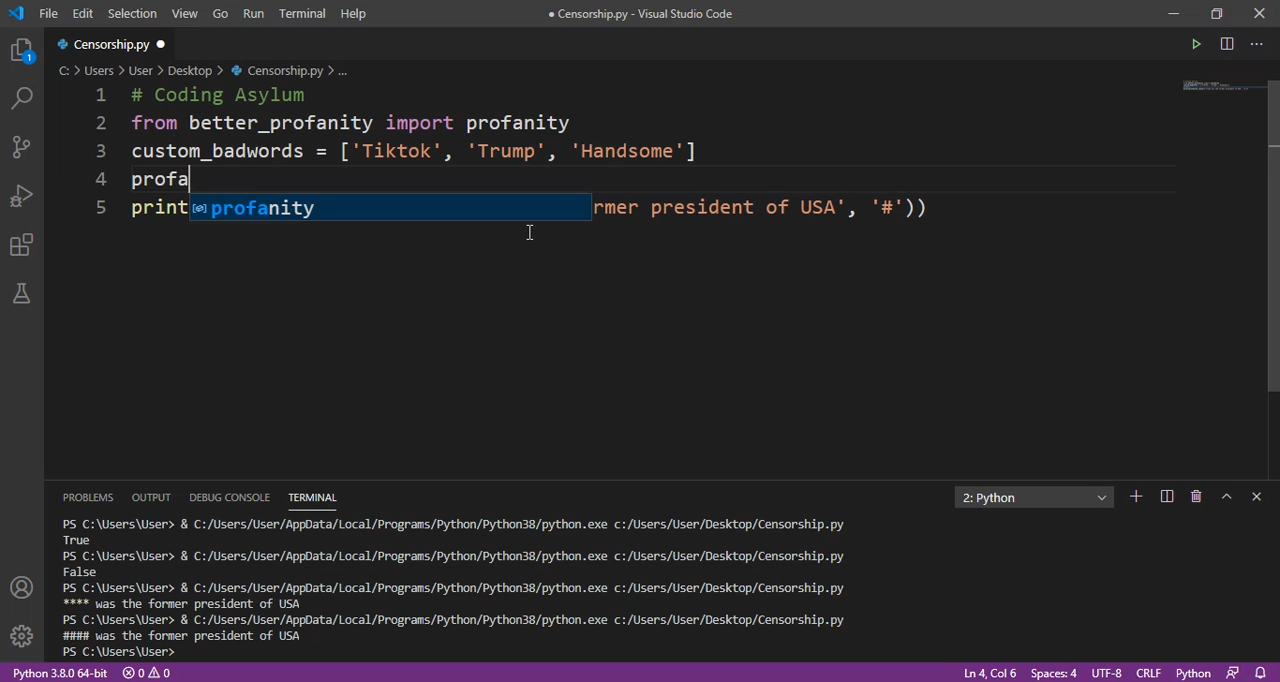 File Edit Selection View Go Run Terminal Help
● Censorship.py - Visual Studio Code
Censorship.py ●
C: > Users > User > Desktop > Censorship.py > ...
1 # Coding Asylum
2 from better_profanity import profanity
3 custom_badwords = ['Tiktok', 'Trump', 'Handsome']
4 profa
profanity
5 print rmer president of USA', '#'))
PROBLEMS OUTPUT DEBUG CONSOLE TERMINAL
2: Python
PS C:\Users\User> & C:/Users/User/AppData/Local/Programs/Python/Python38/python.exe c:/Users/User/Desktop/Censorship.py
True
PS C:\Users\User> & C:/Users/User/AppData/Local/Programs/Python/Python38/python.exe c:/Users/User/Desktop/Censorship.py
False
PS C:\Users\User> & C:/Users/User/AppData/Local/Programs/Python/Python38/python.exe c:/Users/User/Desktop/Censorship.py
**** was the former president of USA
PS C:\Users\User> & C:/Users/User/AppData/Local/Programs/Python/Python38/python.exe c:/Users/User/Desktop/Censorship.py
#### was the former president of USA
PS C:\Users\User>
Python 3.8.0 64-bit 0 0 Ln 4, Col 6 Spaces: 4 UTF-8 CRLF Python
1